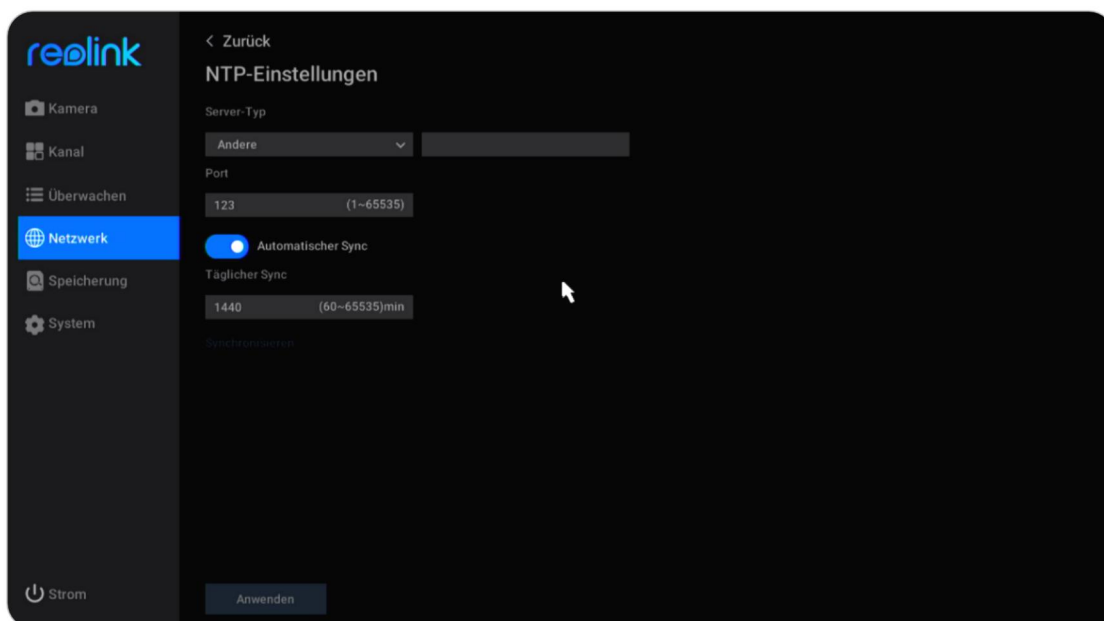 reolink
Kamera
Kanal
Überwachen
Netzwerk
Speicherung
System
Strom
Zurück
NTP-Einstellungen
Server-Typ
Andere
Port
123 (1~65535)
Automatischer Sync
Täglicher Sync
1440 (60~65535)min
Synchronisieren
Anwenden